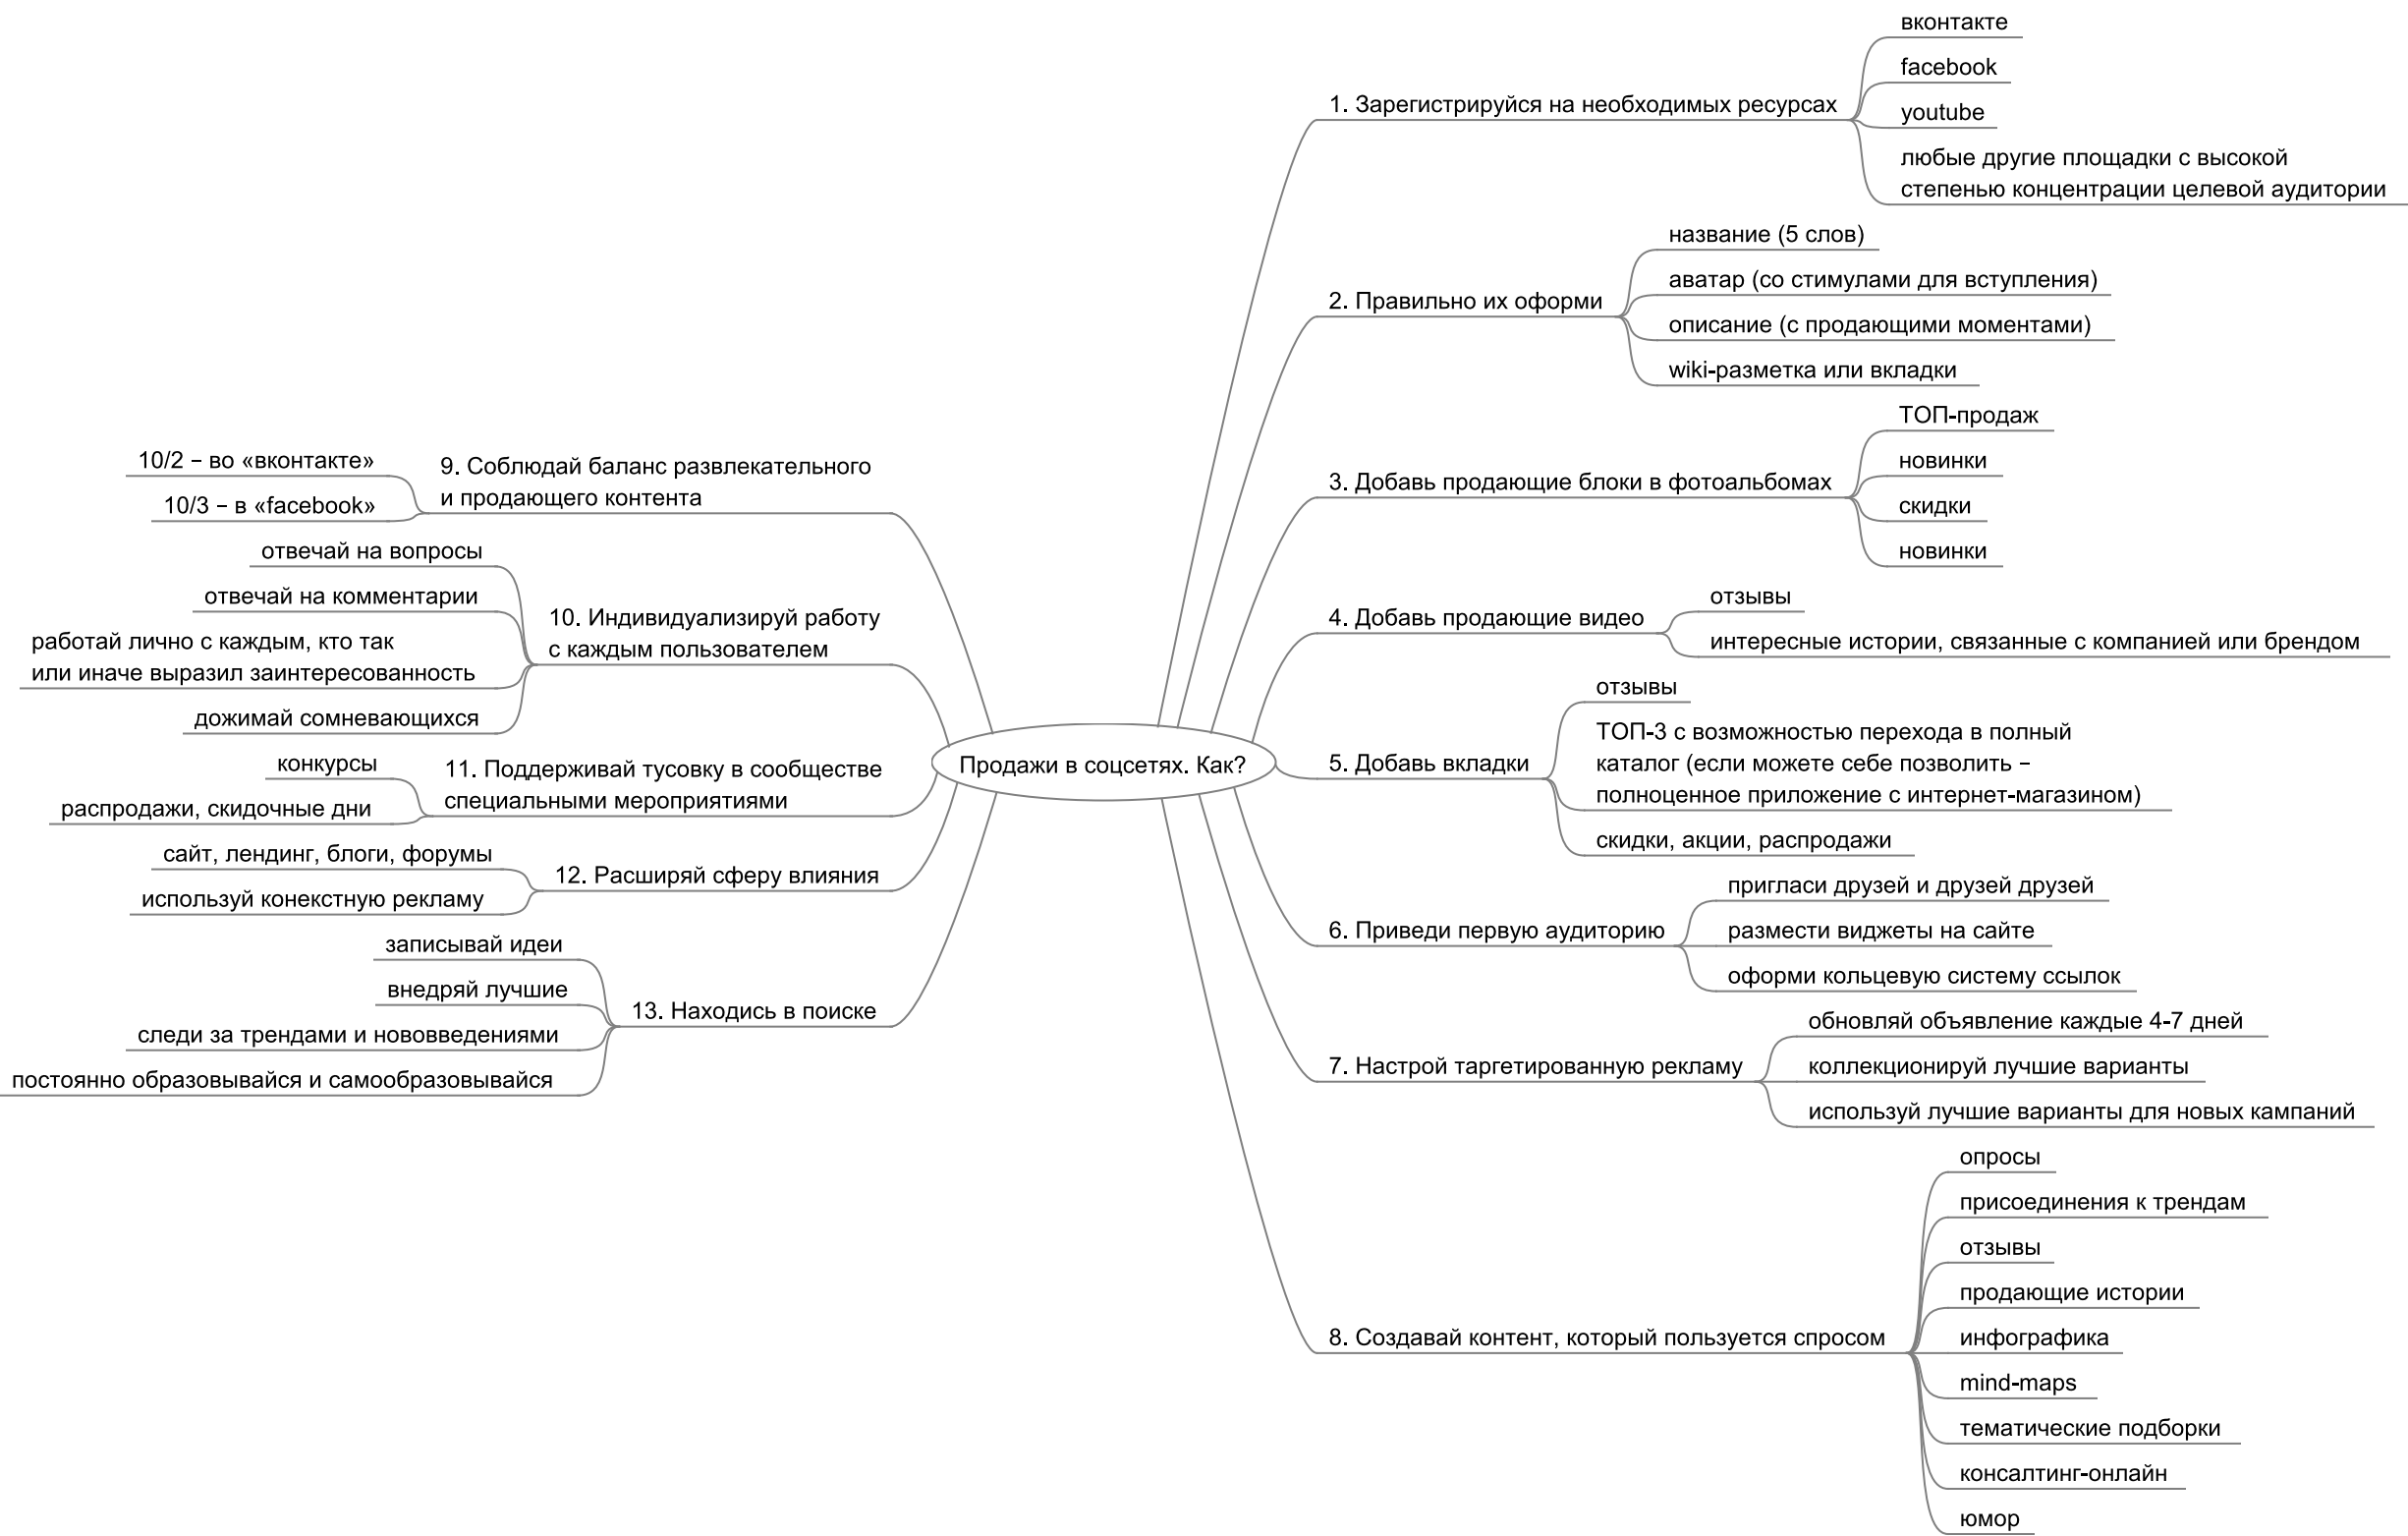 Продажи в соцсетях. Как?
1. Зарегистрируйся на необходимых ресурсах
вконтакте
facebook
youtube
любые другие площадки с высокой
степенью концентрации целевой аудитории
2. Правильно их оформи
название (5 слов)
аватар (со стимулами для вступления)
описание (с продающими моментами)
wiki-разметка или вкладки
3. Добавь продающие блоки в фотоальбомах
ТОП-продаж
новинки
скидки
новинки
4. Добавь продающие видео
отзывы
интересные истории, связанные с компанией или брендом
5. Добавь вкладки
отзывы
ТОП-3 с возможностью перехода в полный
каталог (если можете себе позволить –
полноценное приложение с интернет-магазином)
скидки, акции, распродажи
6. Приведи первую аудиторию
пригласи друзей и друзей друзей
размести виджеты на сайте
оформи кольцевую систему ссылок
7. Настрой таргетированную рекламу
обновляй объявление каждые 4-7 дней
коллекционируй лучшие варианты
используй лучшие варианты для новых кампаний
8. Создавай контент, который пользуется спросом
опросы
присоединения к трендам
отзывы
продающие истории
инфографика
mind-maps
тематические подборки
консалтинг-онлайн
юмор
9. Соблюдай баланс развлекательного
и продающего контента
10/2 – во «вконтакте»
10/3 – в «facebook»
10. Индивидуализируй работу
с каждым пользователем
отвечай на вопросы
отвечай на комментарии
работай лично с каждым, кто так
или иначе выразил заинтересованность
дожимай сомневающихся
11. Поддерживай тусовку в сообществе
специальными мероприятиями
конкурсы
распродажи, скидочные дни
12. Расширяй сферу влияния
сайт, лендинг, блоги, форумы
используй конекстную рекламу
13. Находись в поиске
записывай идеи
внедряй лучшие
следи за трендами и нововведениями
постоянно образовывайся и самообразовывайся